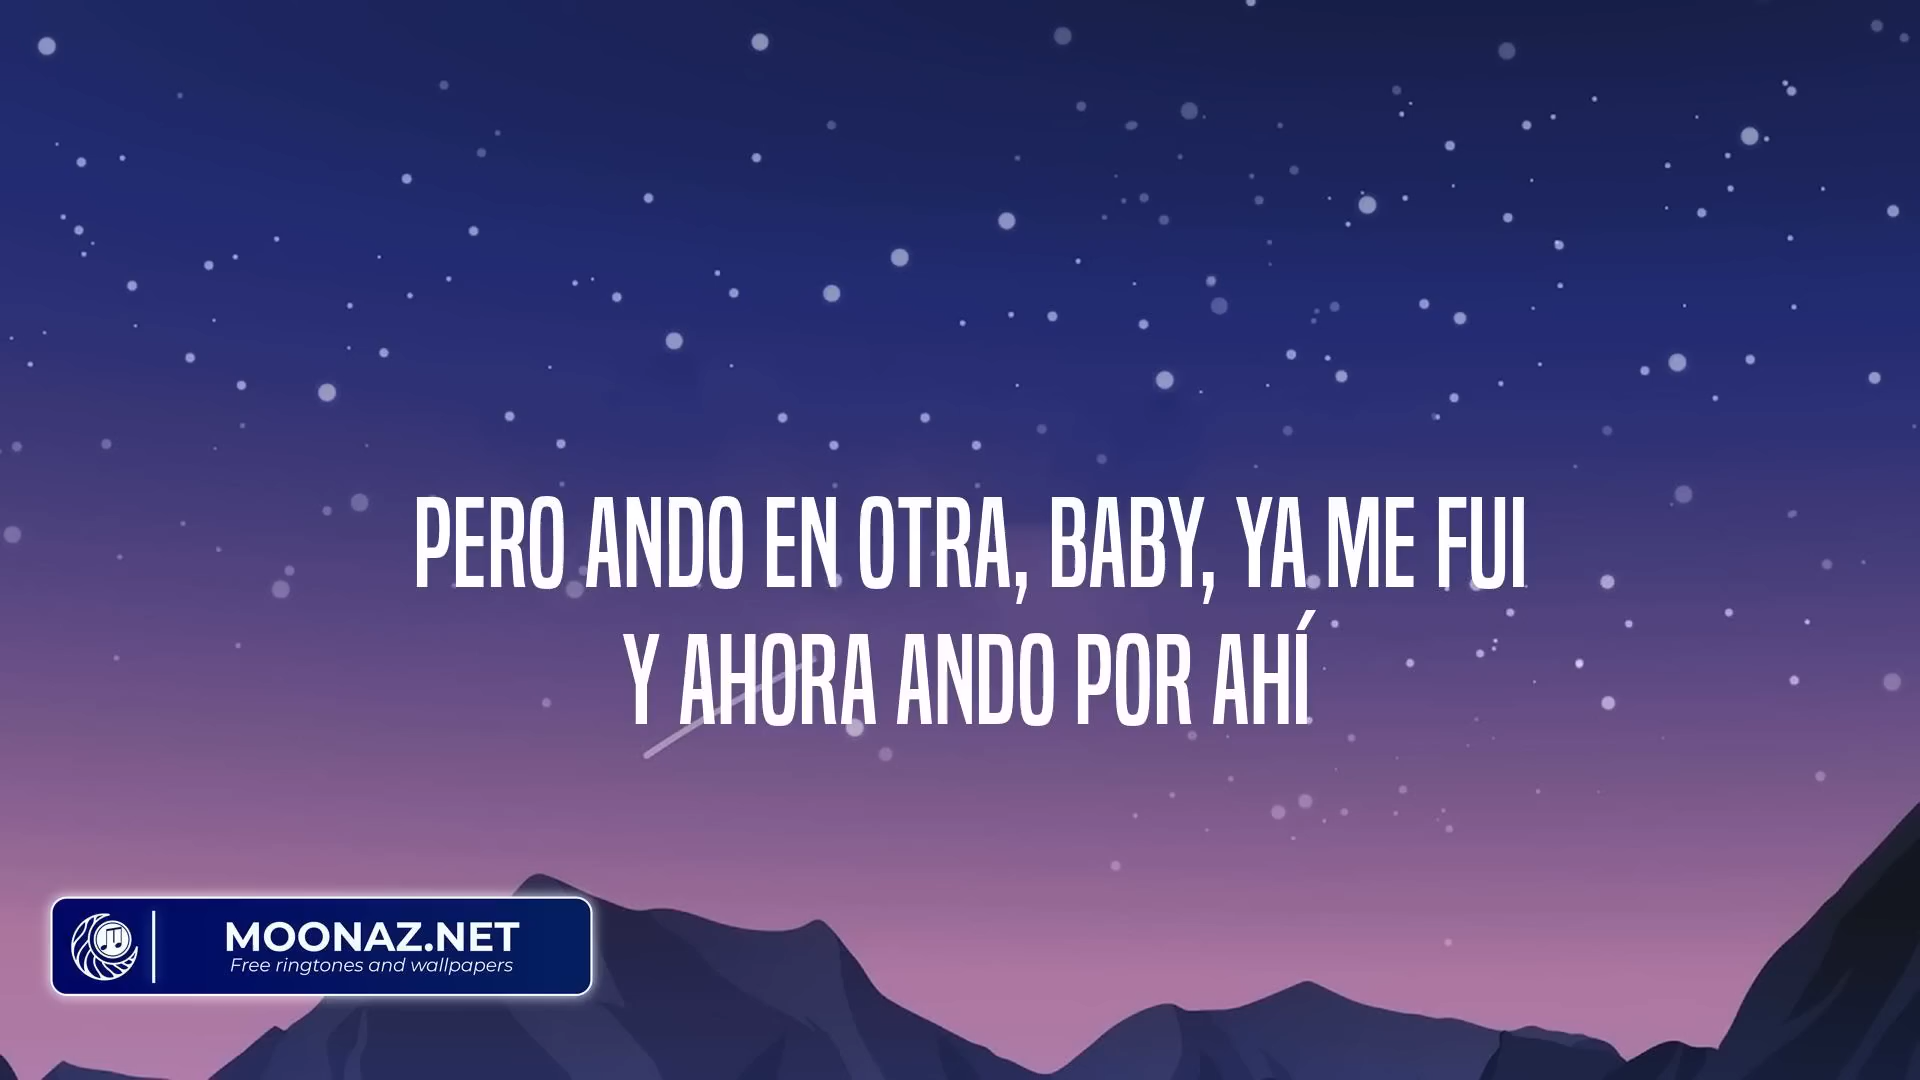 PERO ANDO EN OTRA, BABY, YA ME FUI
Y AHORA ANDO POR AHÍ
MOONAZ.NET
Free ringtones and wallpapers